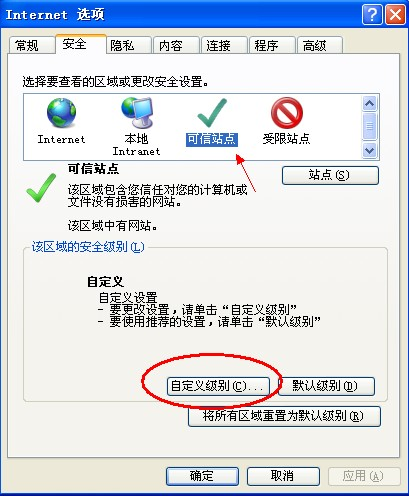 Internet 选项
常规 安全 隐私 内容 连接 程序 高级
选择要查看的区域或更改安全设置。
Internet 本地 Intranet 可信站点 受限站点
可信站点
站点(S)
该区域包含您信任对您的计算机或
文件没有损害的网站。
该区域中有网站。
该区域的安全级别(L)
自定义
自定义设置
- 要更改设置，请单击“自定义级别”
- 要使用推荐的设置，请单击“默认级别”
自定义级别(C)... 默认级别(D)
将所有区域重置为默认级别(R)
确定 取消 应用(A)